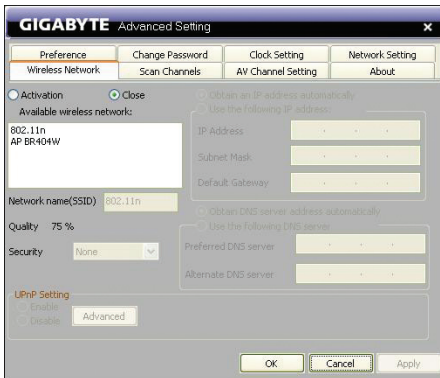 GIGABYTE Advanced Setting
Preference Change Password Clock Setting Network Setting
Wireless Network Scan Channels AV Channel Setting About
Activation Close
Available wireless network:
802.11n
AP BR404W
Network name(SSID) 802.11n
Quality 75 %
Security None
Obtain an IP address automatically
Use the following IP address:
IP Address
Subnet Mask
Default Gateway
Obtain DNS server address automatically
Use the following DNS server
Preferred DNS server
Alternate DNS server
UPnP Setting
Enable
Disable
Advanced
OK Cancel Apply